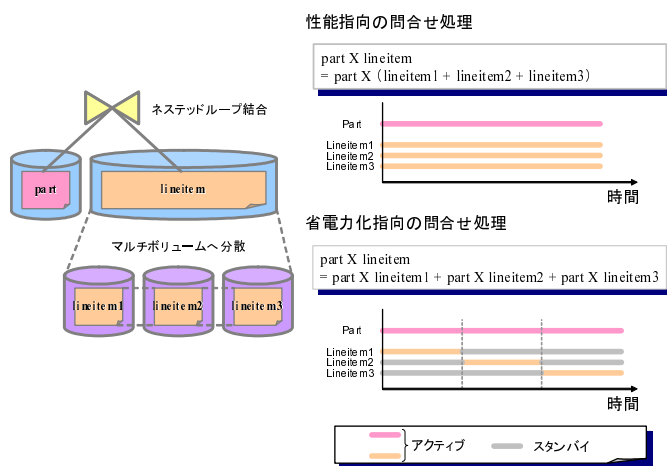 性能指向の問合せ処理
part X lineitem
= part X (lineitem1 + lineitem2 + lineitem3)
ネステッドループ結合
part
lineitem
マルチボリュームへ分散
lineitem1
lineitem2
lineitem3
Part
Lineitem1
Lineitem2
Lineitem3
時間
省電力化指向の問合せ処理
part X lineitem
= part X lineitem1 + part X lineitem2 + part X lineitem3
Part
Lineitem1
Lineitem2
Lineitem3
時間
アクティブ
スタンバイ